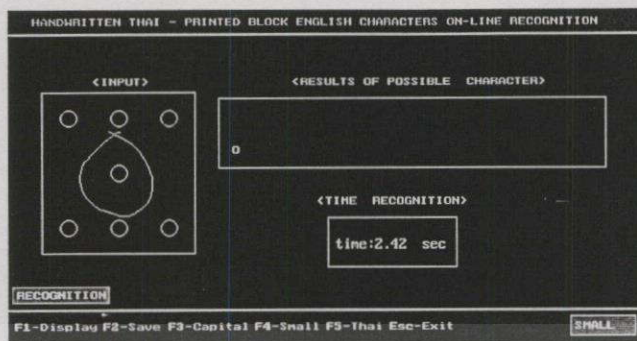 HANDWRITTEN THAI - PRINTED BLOCK ENGLISH CHARACTERS ON-LINE RECOGNITION
<INPUT>
<RESULTS OF POSSIBLE CHARACTER>
o
<TIME RECOGNITION>
time:2.42 sec
RECOGNITION
F1-Display F2-Save F3-Capital F4-Small F5-Thai Esc-Exit
SMALL